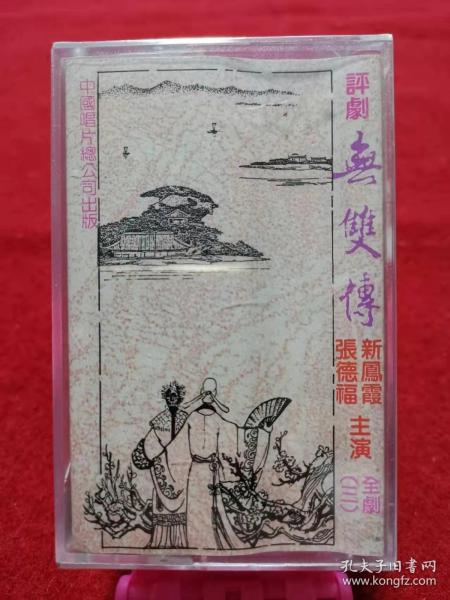 評劇
無雙傳
新鳳霞
張德福
主演
全劇
(三)
中國唱片總公司出版
孔夫子旧书网
www.kongfz.com